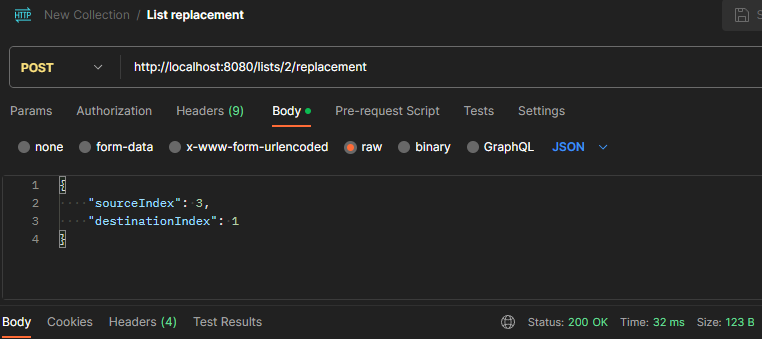 HTTP New Collection / List replacement S
POST http://localhost:8080/lists/2/replacement
Params Authorization Headers (9) Body Pre-request Script Tests Settings
none form-data x-www-form-urlencoded raw binary GraphQL JSON
1 {
2 "sourceIndex": 3,
3 "destinationIndex": 1
4 }
Body Cookies Headers (4) Test Results Status: 200 OK Time: 32 ms Size: 123 B